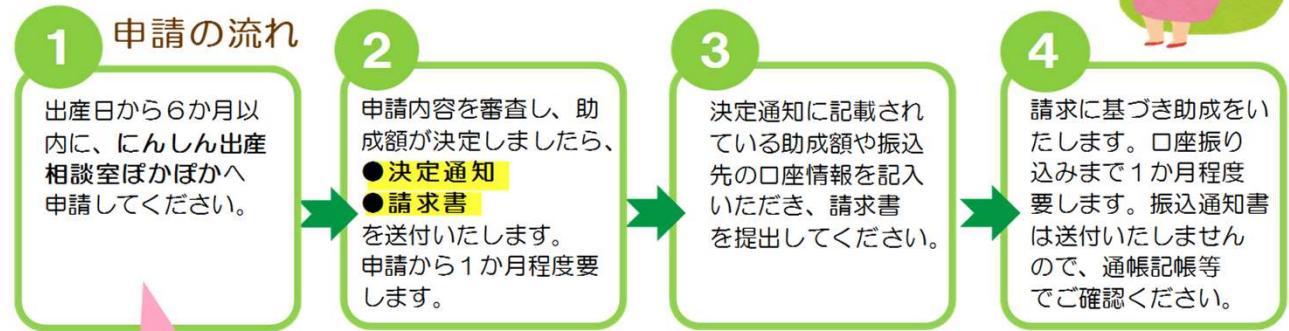 申請の流れ
1
出産日から6か月以
内に、にんしん出産
相談室ぽかぽかへ
申請してください。
2
申請内容を審査し、助
成額が決定しましたら、
●決定通知
●請求書
を送付いたします。
申請から1か月程度要
します。
3
決定通知に記載され
ている助成額や振込
先の口座情報を記入
いただき、請求書
を提出してください。
4
請求に基づき助成をい
たします。口座振り
込みまで1か月程度
要します。振込通知書
は送付いたしません
ので、通帳記帳等
でご確認ください。